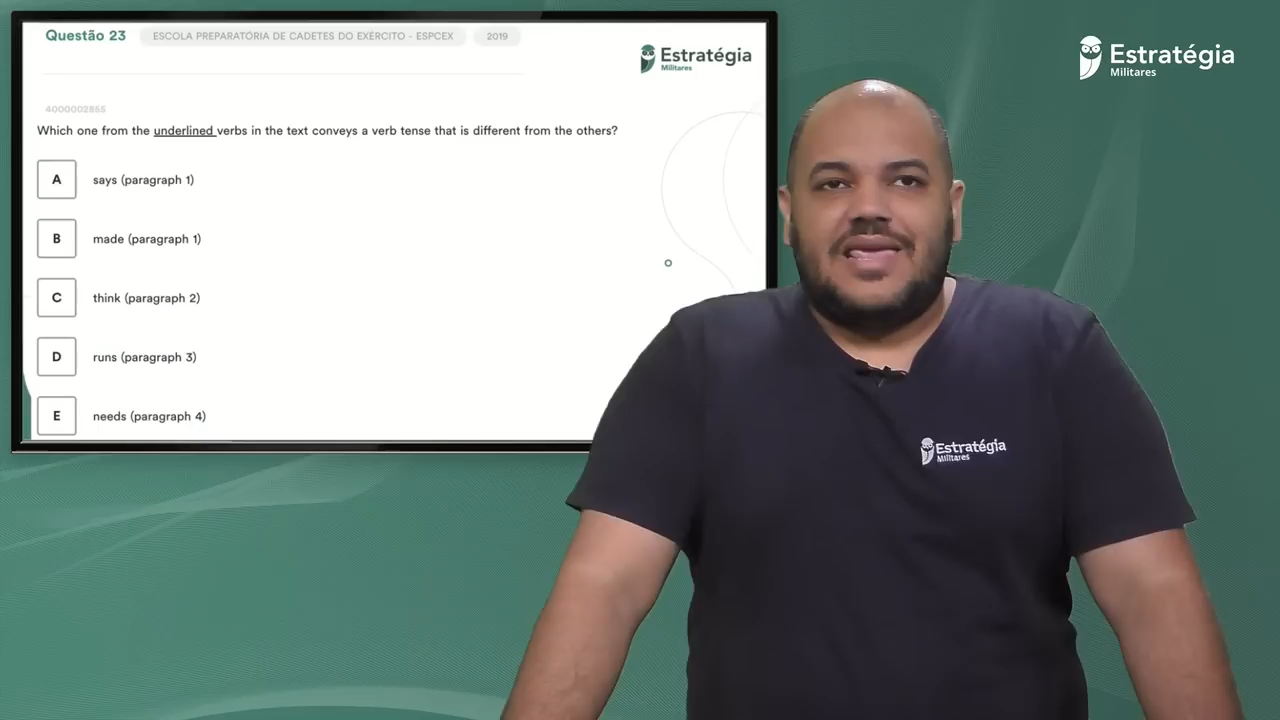 Questão 23
ESCOLA PREPARATÓRIA DE CADETES DO EXÉRCITO - ESPCEX
2019
Estratégia
Militares
4000002855
Which one from the underlined verbs in the text conveys a verb tense that is different from the others?
A says (paragraph 1)
B made (paragraph 1)
C think (paragraph 2)
D runs (paragraph 3)
E needs (paragraph 4)
Estratégia
Militares
Estratégia
Militares